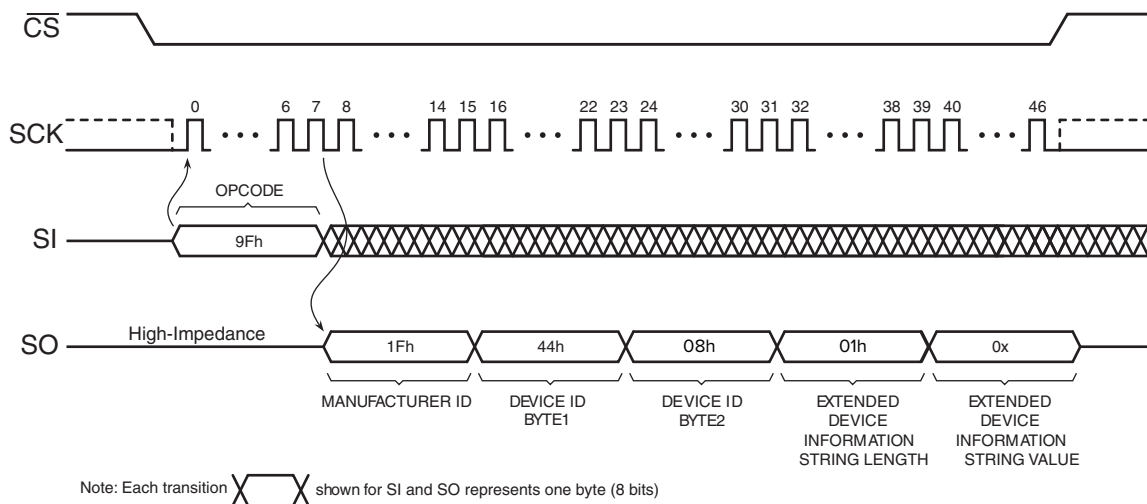 CS
0 6 7 8 14 15 16 22 23 24 30 31 32 38 39 40 46
SCK
OPCODE
SI
9Fh
High-Impedance
SO
1Fh 44h 08h 01h 0x
MANUFACTURER ID
DEVICE ID
BYTE1
DEVICE ID
BYTE2
EXTENDED
DEVICE
INFORMATION
STRING LENGTH
EXTENDED
DEVICE
INFORMATION
STRING VALUE
Note: Each transition shown for SI and SO represents one byte (8 bits)